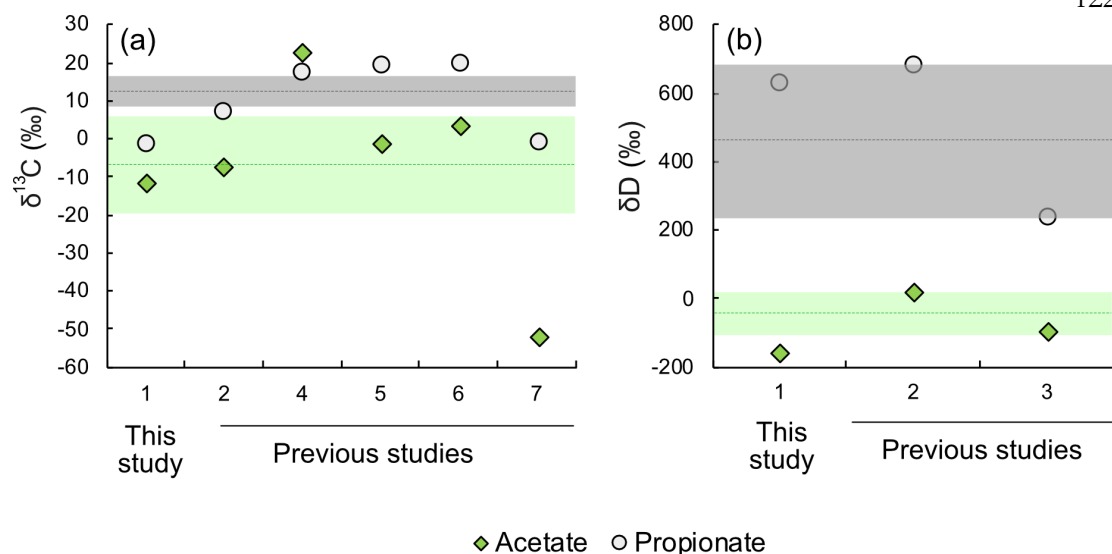 122
(a)
30
20
10
0
-10
-20
-30
-40
-50
-60
δ¹³C (‰)
1 2 4 5 6 7
This study
Previous studies
(b)
800
600
400
200
0
-200
δD (‰)
1 2 3
This study
Previous studies
Acetate Propionate